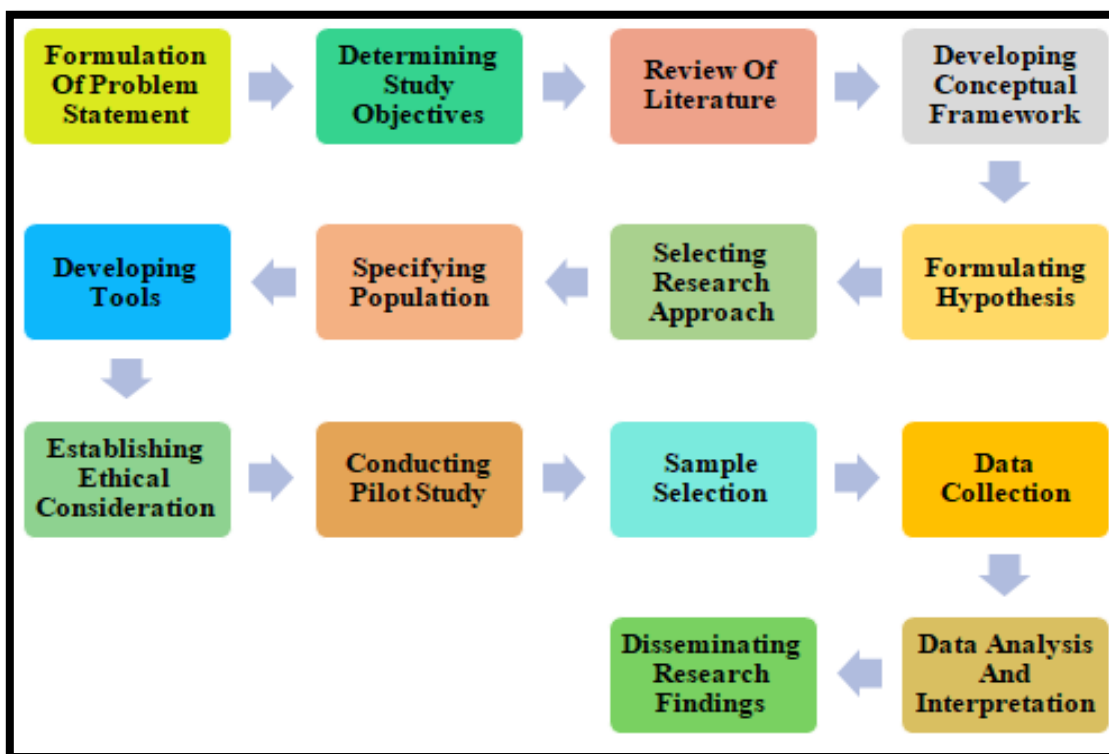 Formulation
Of Problem
Statement
Determining
Study
Objectives
Review Of
Literature
Developing
Conceptual
Framework
Formulating
Hypothesis
Selecting
Research
Approach
Specifying
Population
Developing
Tools
Establishing
Ethical
Consideration
Conducting
Pilot Study
Sample
Selection
Data
Collection
Data Analysis
And
Interpretation
Disseminating
Research
Findings